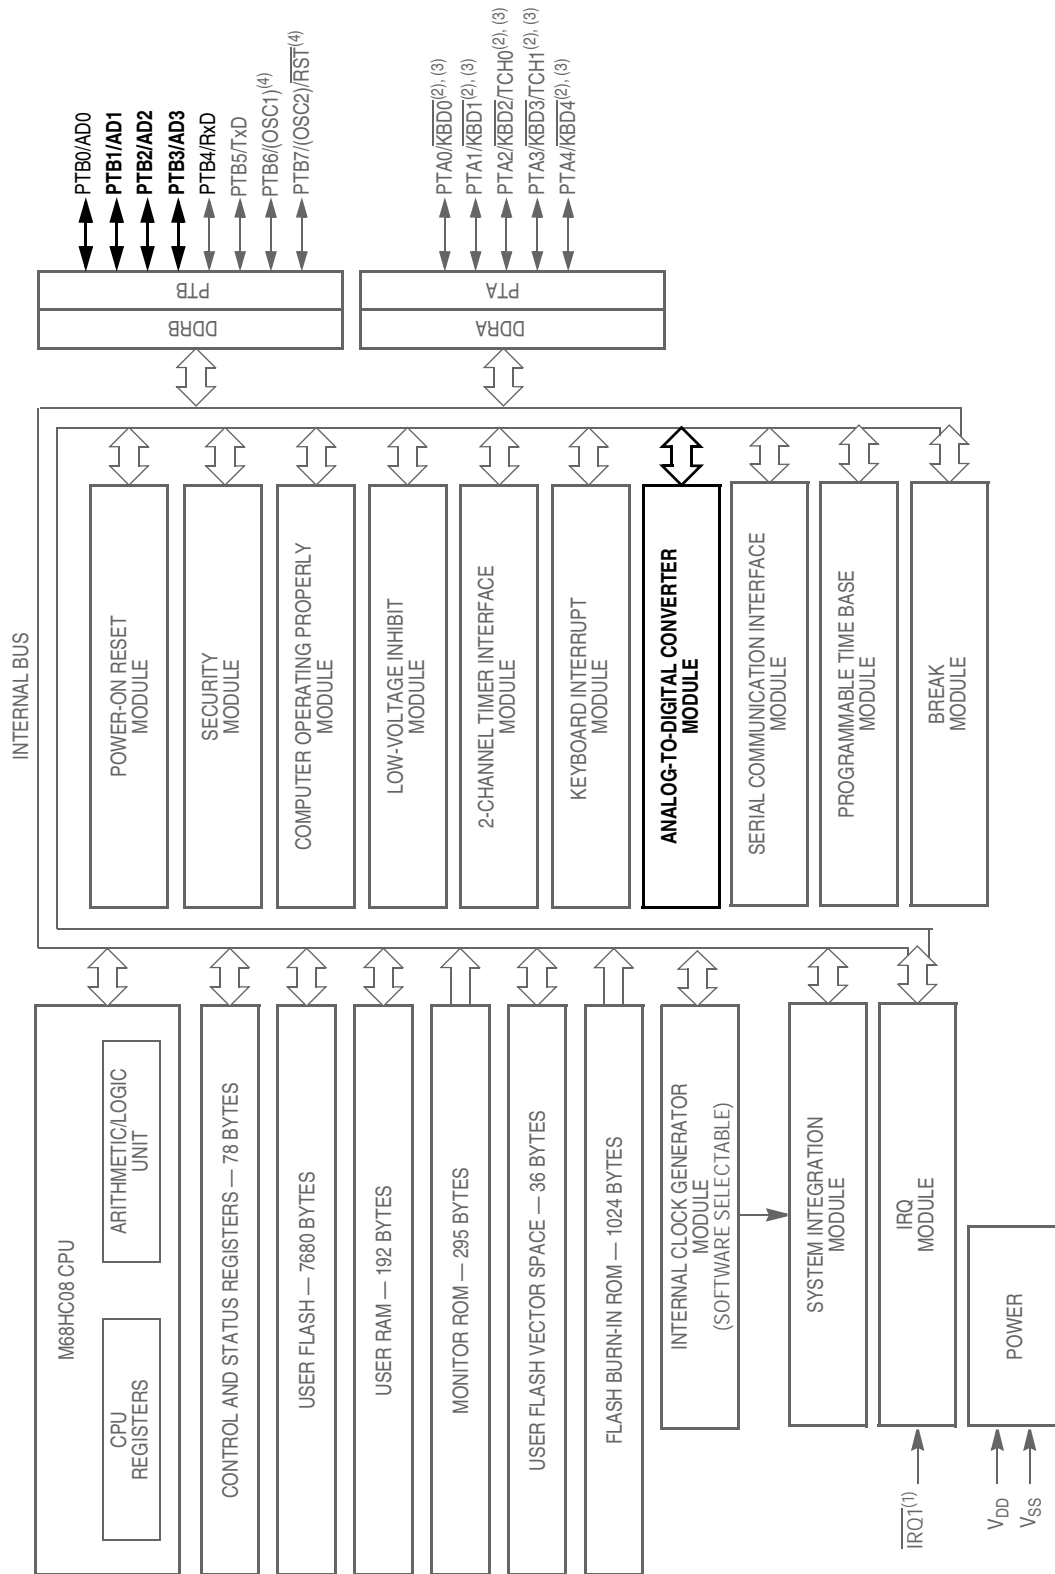 INTERNAL BUS
M68HC08 CPU
CPU
REGISTERS
ARITHMETIC/LOGIC
UNIT
CONTROL AND STATUS REGISTERS — 78 BYTES
USER FLASH — 7680 BYTES
USER RAM — 192 BYTES
MONITOR ROM — 295 BYTES
USER FLASH VECTOR SPACE — 36 BYTES
FLASH BURN-IN ROM — 1024 BYTES
INTERNAL CLOCK GENERATOR
MODULE
(SOFTWARE SELECTABLE)
SYSTEM INTEGRATION
MODULE
IRQ
MODULE
POWER
IRQ1(1)
VDD
VSS
POWER-ON RESET
MODULE
SECURITY
MODULE
COMPUTER OPERATING PROPERLY
MODULE
LOW-VOLTAGE INHIBIT
MODULE
2-CHANNEL TIMER INTERFACE
MODULE
KEYBOARD INTERRUPT
MODULE
ANALOG-TO-DIGITAL CONVERTER
MODULE
SERIAL COMMUNICATION INTERFACE
MODULE
PROGRAMMABLE TIME BASE
MODULE
BREAK
MODULE
DDRB
PTB
PTB0/AD0
PTB1/AD1
PTB2/AD2
PTB3/AD3
PTB4/RxD
PTB5/TxD
PTB6/(OSC1)(4)
PTB7/(OSC2)/RST(4)
DDRA
PTA
PTA0/KBD0(2), (3)
PTA1/KBD1(2), (3)
PTA2/KBD2/TCH0(2), (3)
PTA3/KBD3/TCH1(2), (3)
PTA4/KBD4(2), (3)